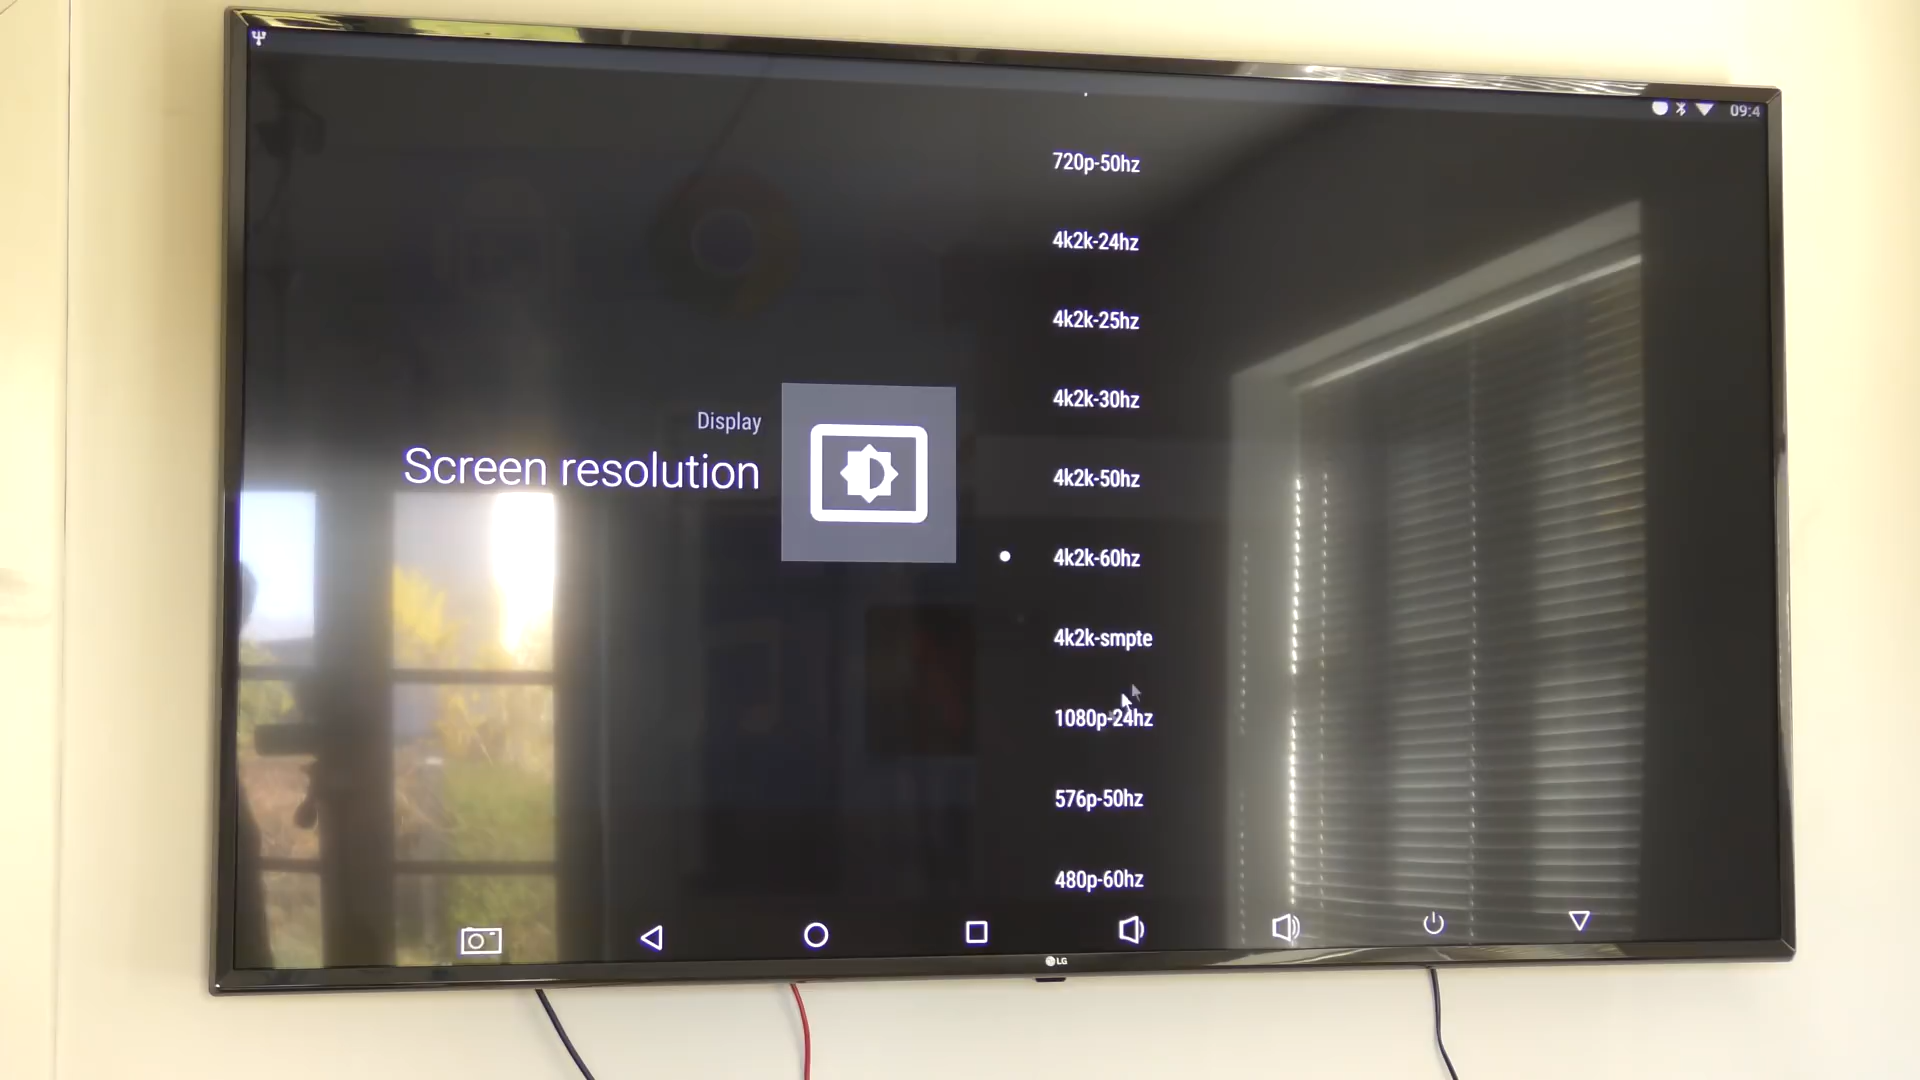 09:4
Display
Screen resolution
720p-50hz
4k2k-24hz
4k2k-25hz
4k2k-30hz
4k2k-50hz
4k2k-60hz
4k2k-smpte
1080p-24hz
576p-50hz
480p-60hz
LG